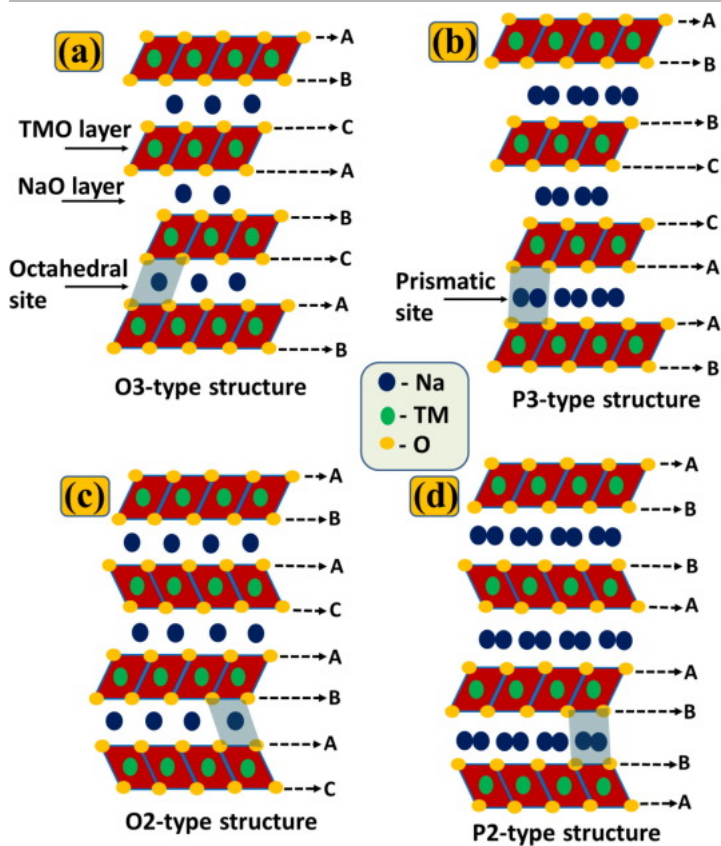 (a)
A
B
TMO layer
C
A
NaO layer
B
C
Octahedral
site
A
B
O3-type structure
(b)
A
B
B
C
C
A
Prismatic
site
A
B
P3-type structure
- Na
- TM
- O
(c)
A
B
A
C
A
B
A
C
O2-type structure
(d)
A
B
B
A
A
B
B
A
P2-type structure